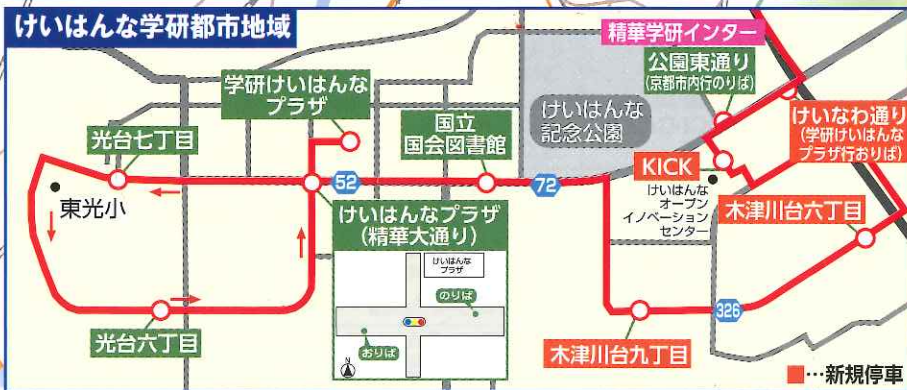 けいはんな学研都市地域
精華学研インター
公園東通り
(京都市内行のりば)
学研けいはんな
プラザ
国立
国会図書館
けいはんな
記念公園
けいなわ通り
(学研けいはんな
プラザ行おりば)
光台七丁目
KICK
けいはんな
オープン
イノベーション
センター
52
72
東光小
けいはんなプラザ
(精華大通り)
木津川台六丁目
けいはんな
プラザ
のりば
おりば
N
光台六丁目
326
木津川台九丁目
■…新規停車